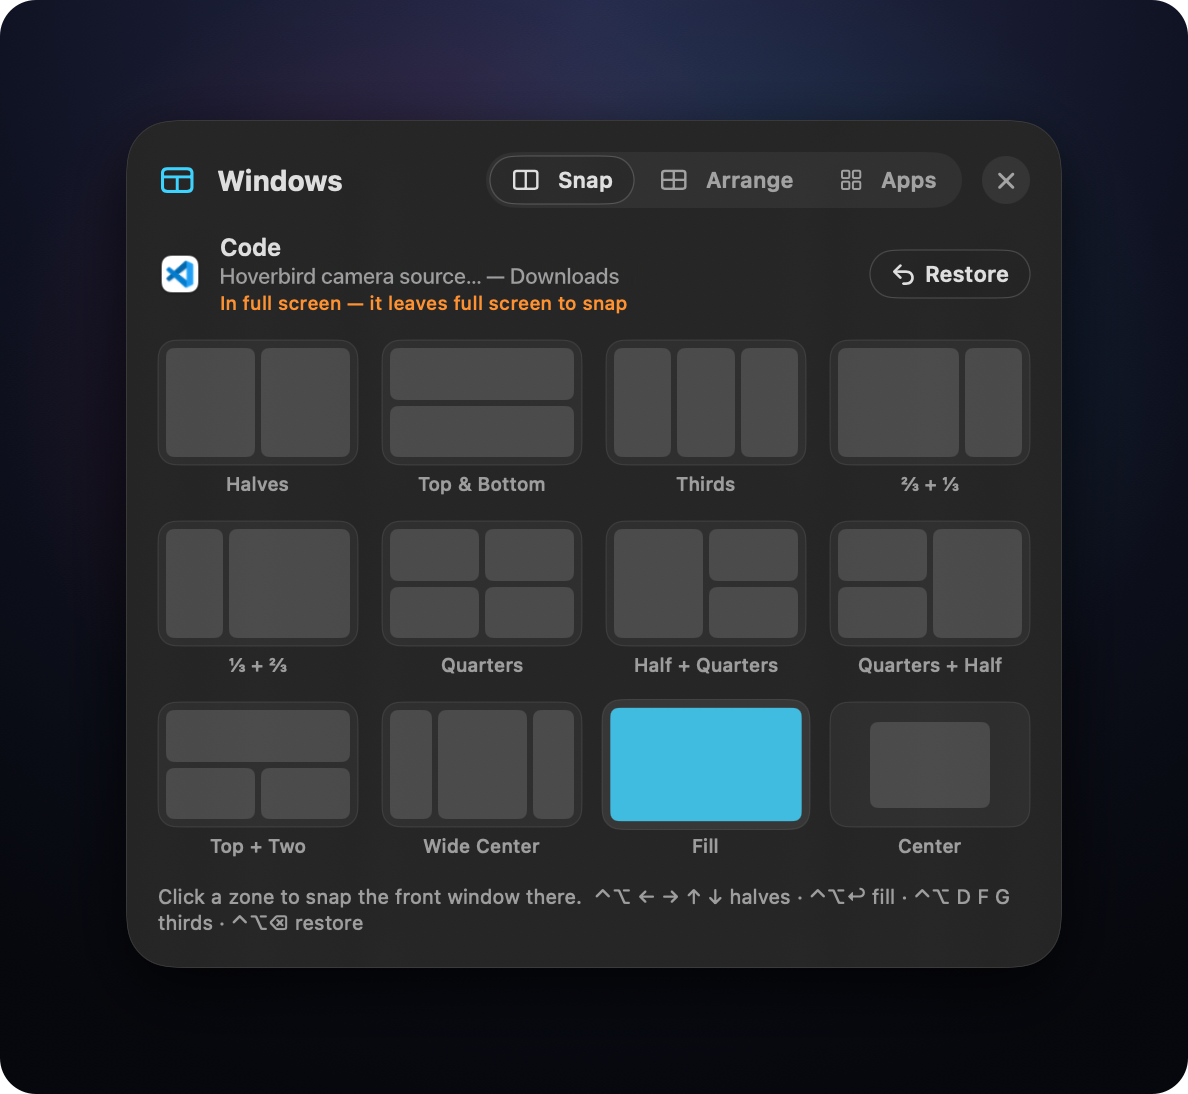 Windows
Snap
Arrange
Apps
Code
Hoverbird camera source... — Downloads
In full screen — it leaves full screen to snap
Restore
Halves
Top & Bottom
Thirds
⅔ + ⅓
⅓ + ⅔
Quarters
Half + Quarters
Quarters + Half
Top + Two
Wide Center
Fill
Center
Click a zone to snap the front window there. ⌃⌥ ← → ↑ ↓ halves · ⌃⌥↩ fill · ⌃⌥ D F G
thirds · ⌃⌥⌫ restore